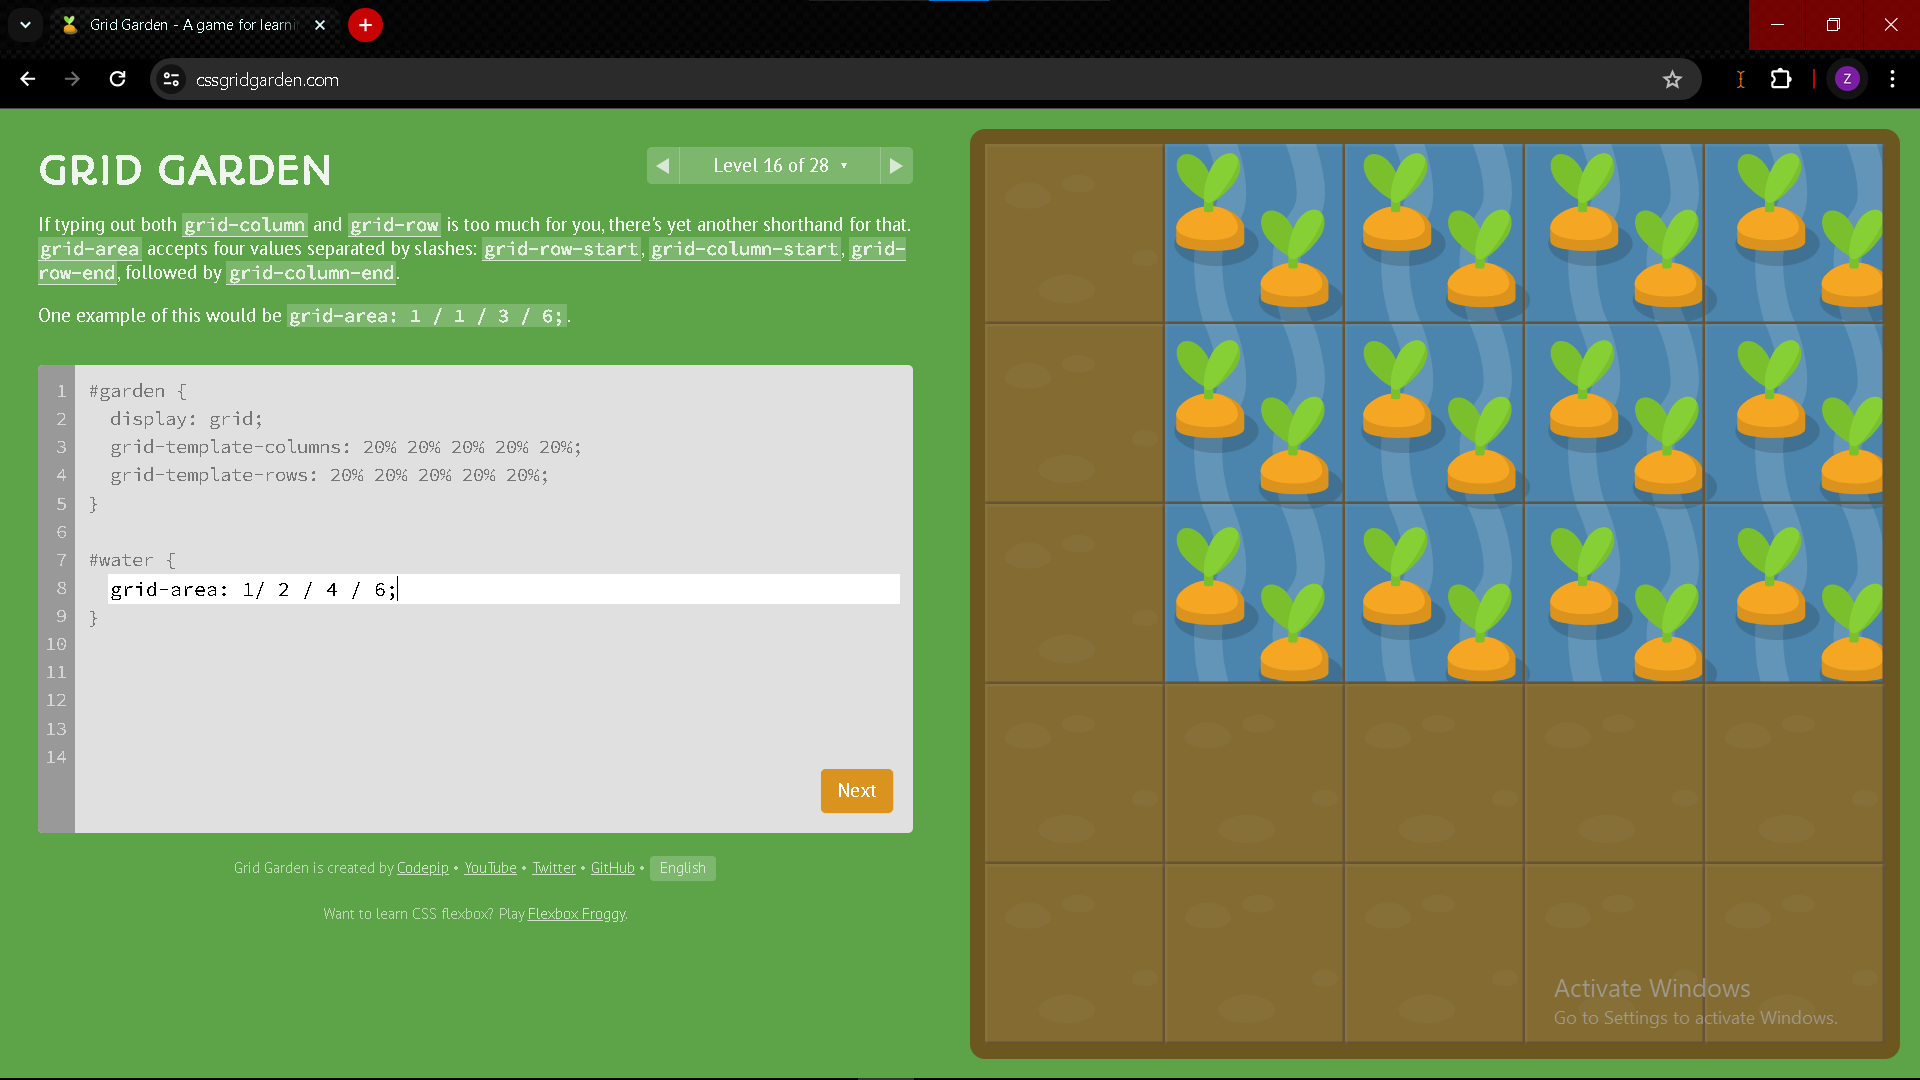 Grid Garden - A game for learni
cssgridgarden.com
Z
GRID GARDEN
Level 16 of 28
If typing out both grid-column and grid-row is too much for you, there's yet another shorthand for that.
grid-area accepts four values separated by slashes: grid-row-start, grid-column-start, grid-
row-end, followed by grid-column-end.
One example of this would be grid-area: 1 / 1 / 3 / 6;.
1 #garden {
2 display: grid;
3 grid-template-columns: 20% 20% 20% 20% 20%;
4 grid-template-rows: 20% 20% 20% 20% 20%;
5 }
6
7 #water {
8 grid-area: 1/ 2 / 4 / 6;
9 }
10
11
12
13
14
Next
Grid Garden is created by Codepip • YouTube • Twitter • GitHub • English
Want to learn CSS flexbox? Play Flexbox Froggy.
Activate Windows
Go to Settings to activate Windows.